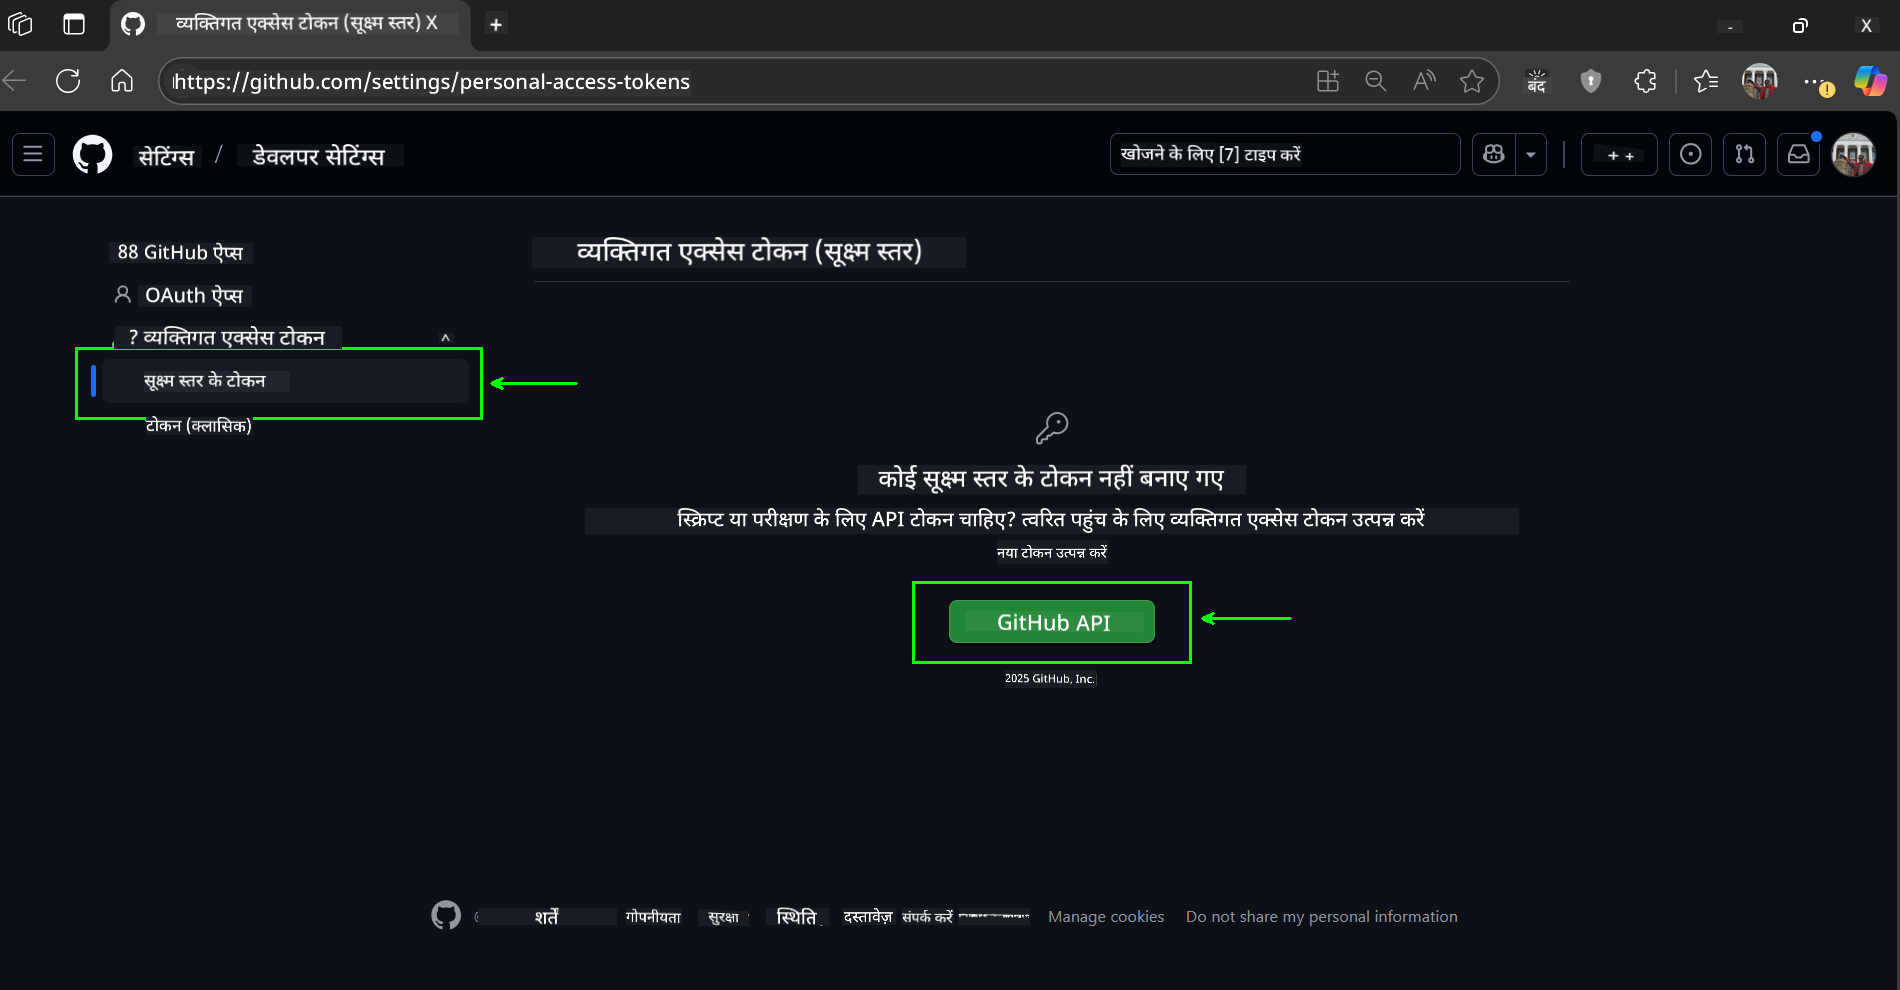 व्यक्तिगत एक्सेस टोकन (सूक्ष्म स्तर) X +
https://github.com/settings/personal-access-tokens
बंद
सेटिंग्स / डेवलपर सेटिंग्स
खोजने के लिए [7] टाइप करें
88 GitHub ऐप्स
OAuth ऐप्स
? व्यक्तिगत एक्सेस टोकन ^
सूक्ष्म स्तर के टोकन
टोकन (क्लासिक)
व्यक्तिगत एक्सेस टोकन (सूक्ष्म स्तर)
कोई सूक्ष्म स्तर के टोकन नहीं बनाए गए
स्क्रिप्ट या परीक्षण के लिए API टोकन चाहिए? त्वरित पहुंच के लिए व्यक्तिगत एक्सेस टोकन उत्पन्न करें
नया टोकन उत्पन्न करें
GitHub API
2025 GitHub, Inc.
शर्तें गोपनीयता सुरक्षा स्थिति दस्तावेज़ संपर्क करें Manage cookies Do not share my personal information